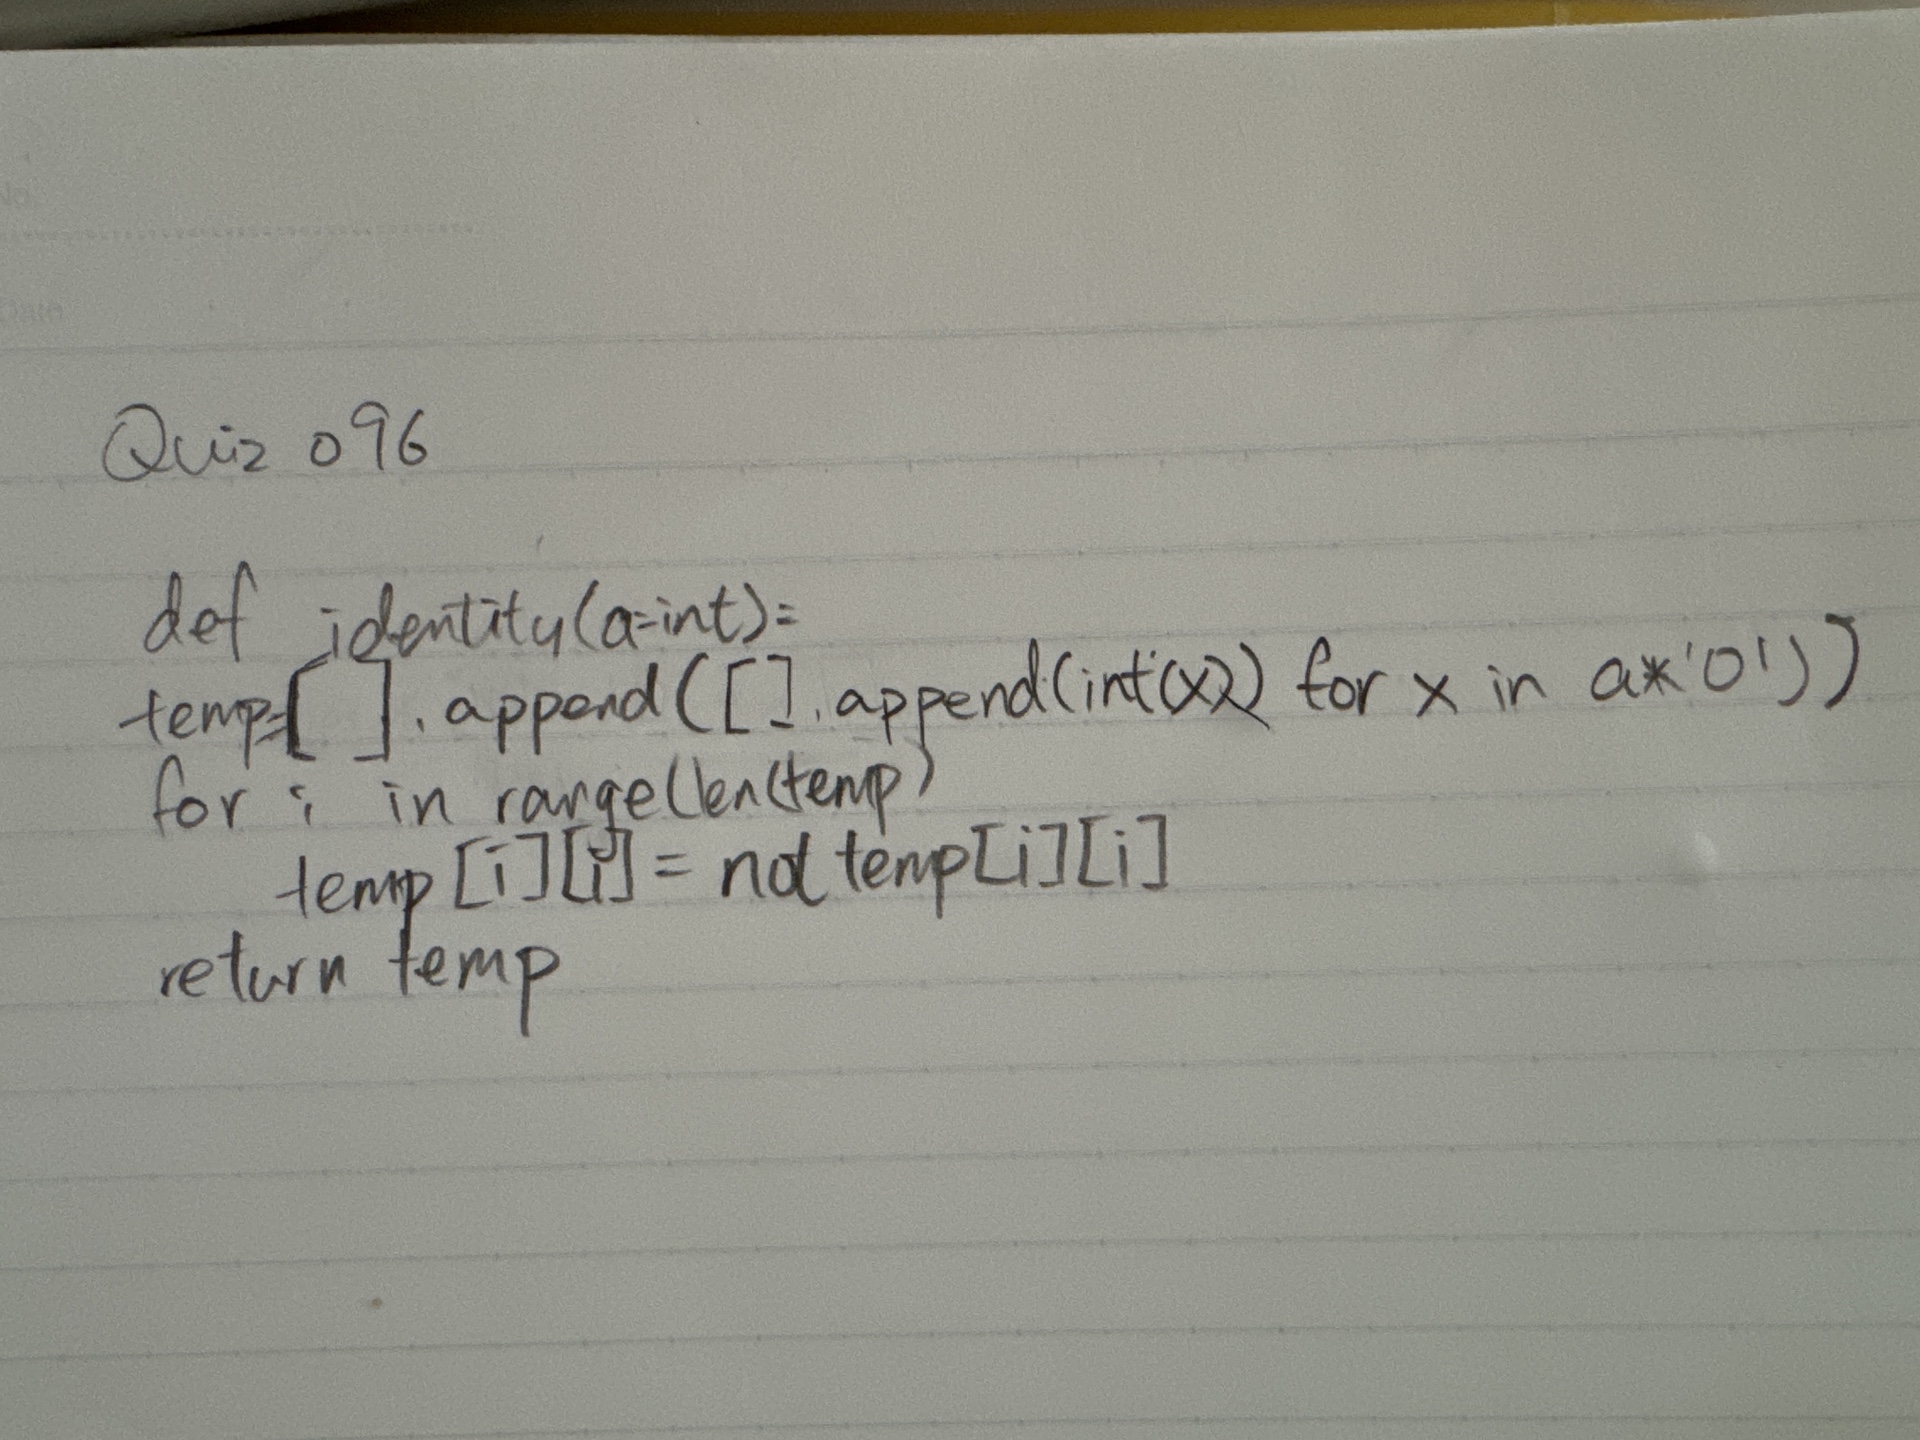 No.
Date
Quiz 096
def identity(a=int)=
temp=[ ].append([].append(int(x)) for x in a*'0'))
for i in range(len(temp)
temp[i][i] = not temp[i][i]
return temp